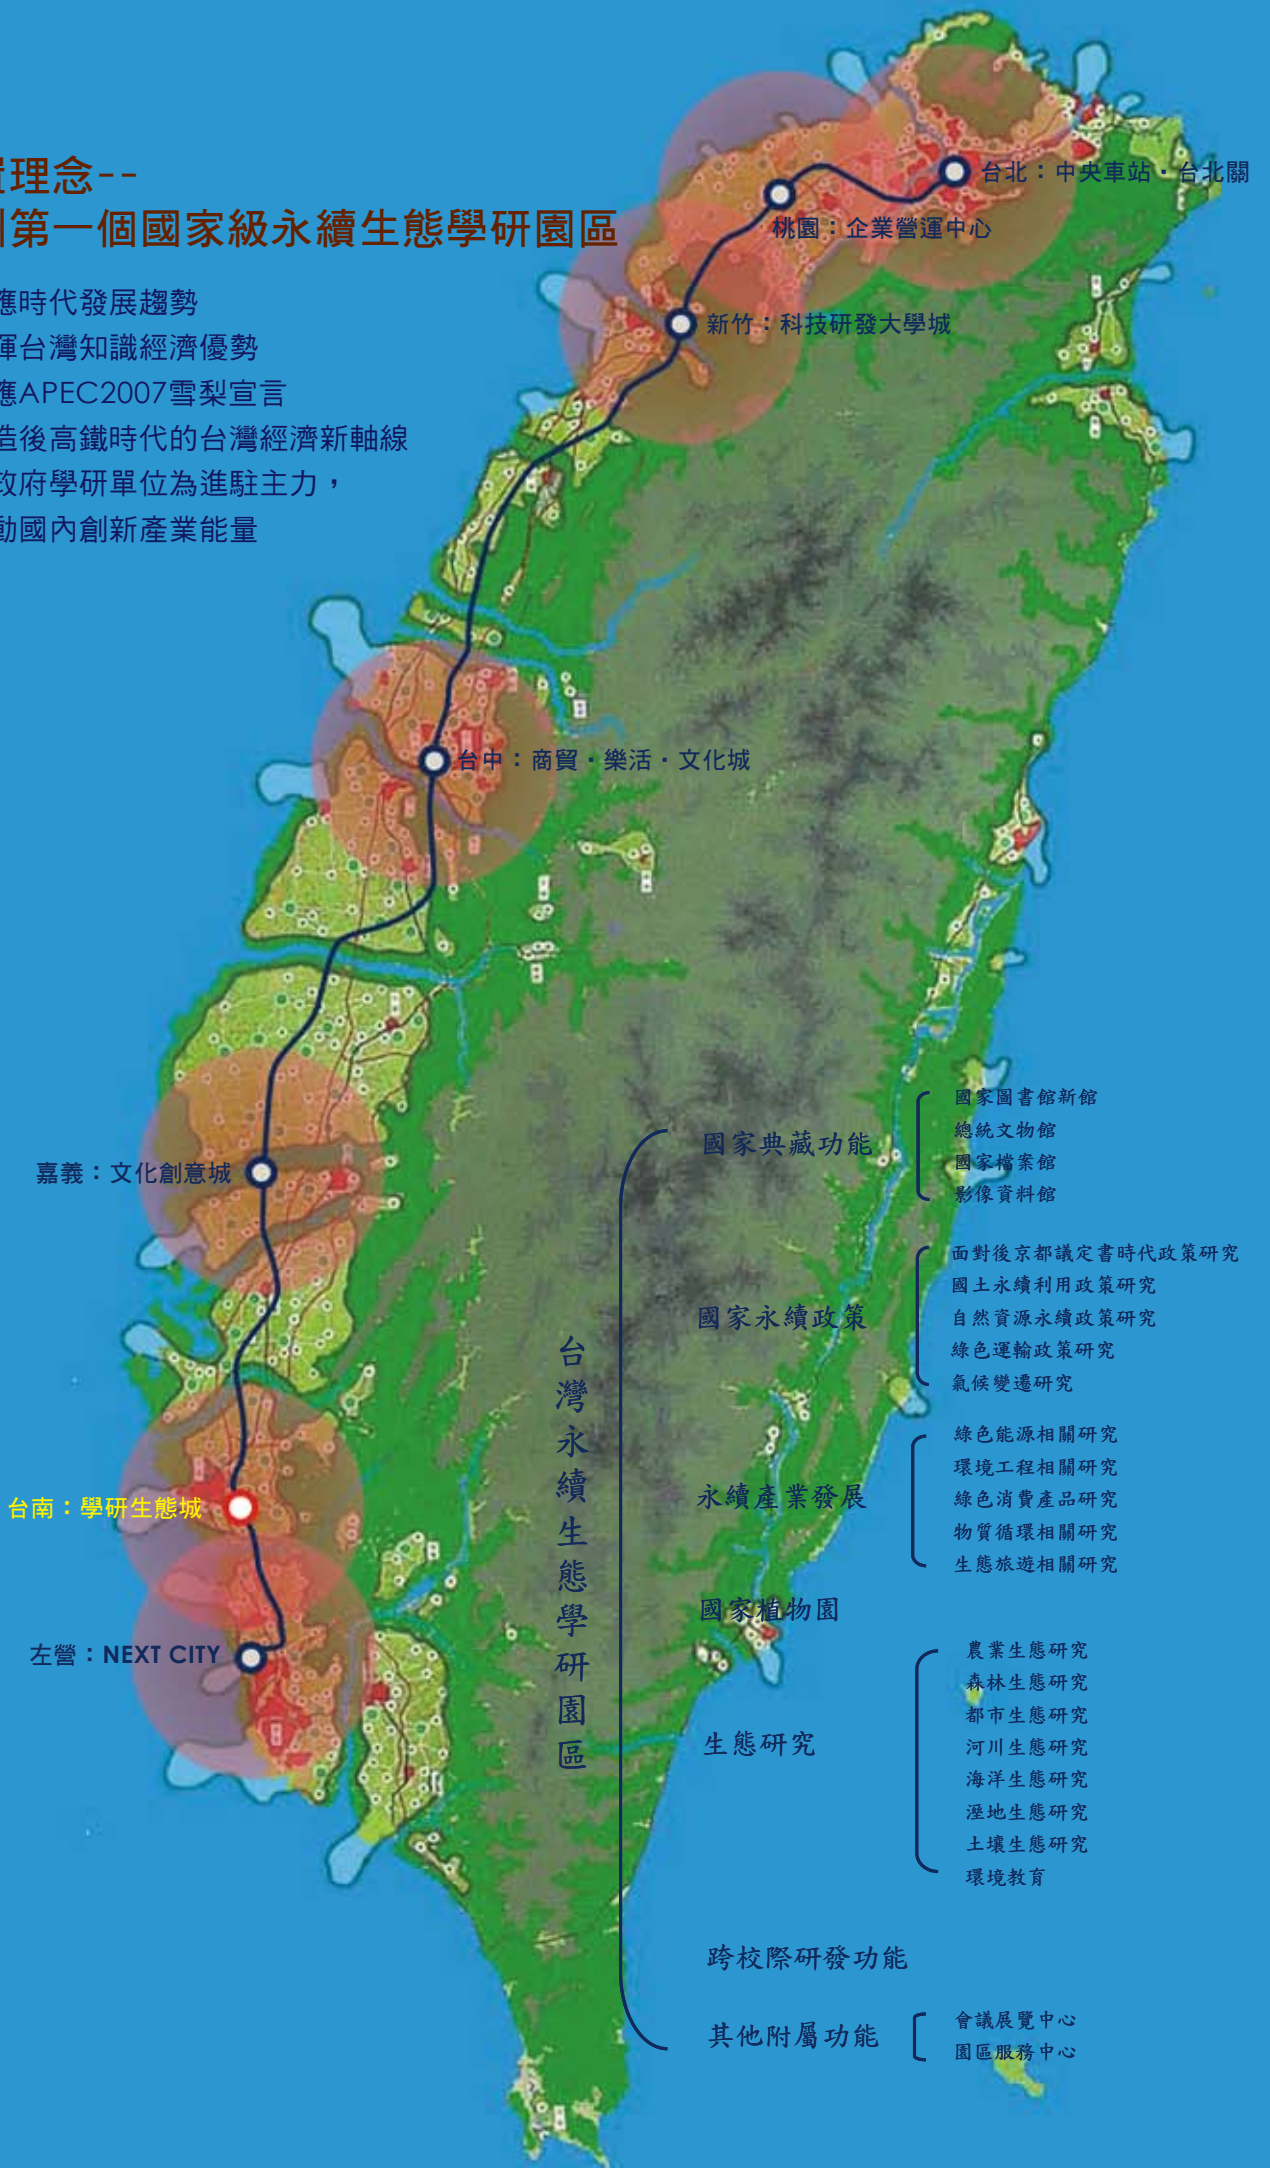 置理念--
第一個國家級永續生態學研園區
應時代發展趨勢
揮台灣知識經濟優勢
應APEC2007雪梨宣言
造後高鐵時代的台灣經濟新軸線
政府學研單位為進駐主力，
動國內創新產業能量
台北：中央車站・台北關
桃園：企業營運中心
新竹：科技研發大學城
台中：商貿・樂活・文化城
嘉義：文化創意城
台南：學研生態城
左營：NEXT CITY
台灣永續生態學研園區
國家典藏功能
國家圖書館新館
總統文物館
國家檔案館
影像資料館
國家永續政策
面對後京都議定書時代政策研究
國土永續利用政策研究
自然資源永續政策研究
綠色運輸政策研究
氣候變遷研究
永續產業發展
綠色能源相關研究
環境工程相關研究
綠色消費產品研究
物質循環相關研究
生態旅遊相關研究
國家植物園
生態研究
農業生態研究
森林生態研究
都市生態研究
河川生態研究
海洋生態研究
溼地生態研究
土壤生態研究
環境教育
跨校際研發功能
其他附屬功能
會議展覽中心
園區服務中心